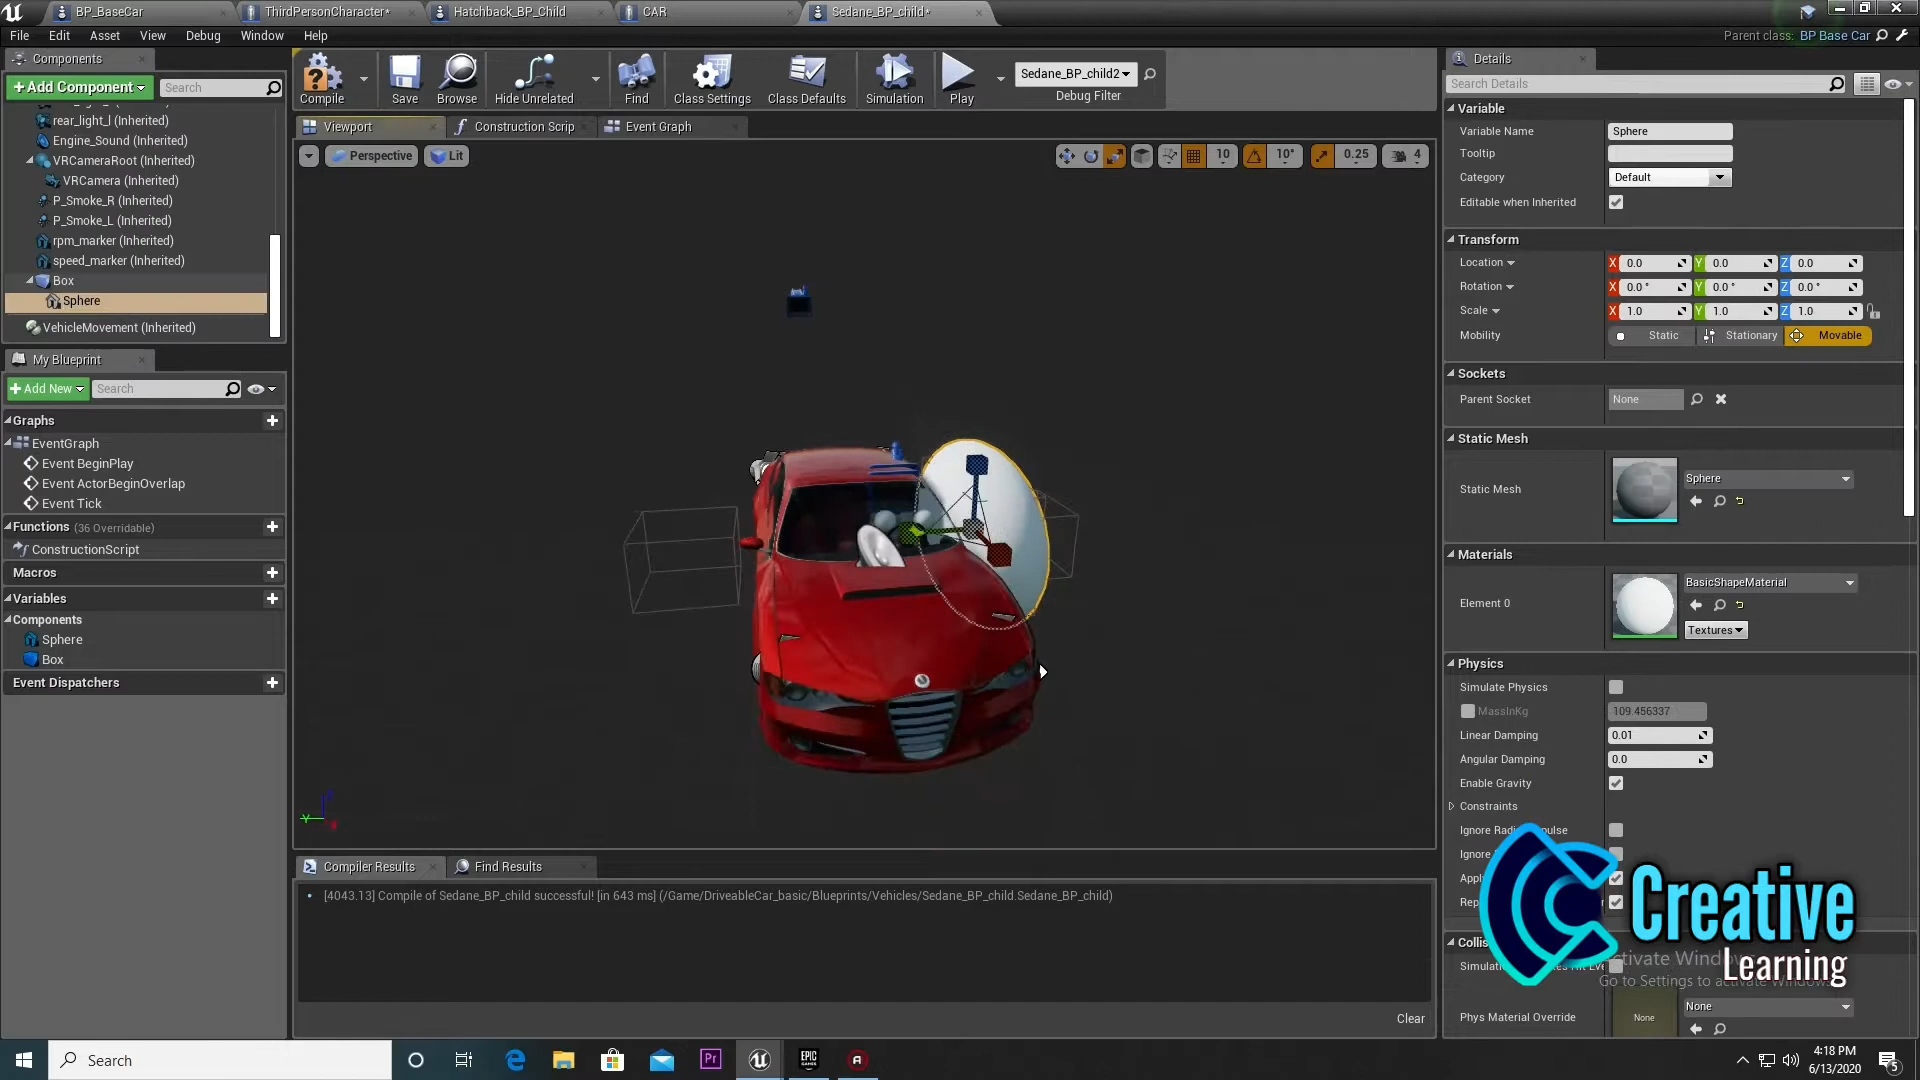 BP_BaseCar
ThirdPersonCharacter*
Hatchback_BP_Child
CAR
Sedane_BP_child*
File Edit Asset View Debug Window Help
Parent class: BP Base Car
Components
+Add Component
Search
rear_light_l (Inherited)
Engine_Sound (Inherited)
VRCameraRoot (Inherited)
VRCamera (Inherited)
P_Smoke_R (Inherited)
P_Smoke_L (Inherited)
rpm_marker (Inherited)
speed_marker (Inherited)
Box
Sphere
VehicleMovement (Inherited)
My Blueprint
+Add New
Search
Graphs
EventGraph
Event BeginPlay
Event ActorBeginOverlap
Event Tick
Functions (36 Overridable)
ConstructionScript
Macros
Variables
Components
Sphere
Box
Event Dispatchers
Compile
Save
Browse
Hide Unrelated
Find
Class Settings
Class Defaults
Simulation
Play
Sedane_BP_child2
Debug Filter
Viewport
Construction Scrip
Event Graph
Perspective
Lit
10
10°
0.25
4
Compiler Results
Find Results
[4043.13] Compile of Sedane_BP_child successful! [in 643 ms] (/Game/DriveableCar_basic/Blueprints/Vehicles/Sedane_BP_child.Sedane_BP_child)
Clear
Details
Search Details
Variable
Variable Name Sphere
Tooltip
Category Default
Editable when Inherited
Transform
Location X 0.0 Y 0.0 Z 0.0
Rotation X 0.0 ° Y 0.0 ° Z 0.0 °
Scale X 1.0 Y 1.0 Z 1.0
Mobility Static Stationary Movable
Sockets
Parent Socket None
Static Mesh
Static Mesh Sphere
Materials
Element 0 BasicShapeMaterial
Textures
Physics
Simulate Physics
MassInKg 109.456337
Linear Damping 0.01
Angular Damping 0.0
Enable Gravity
Constraints
Ignore
Creative
Learning
Go to Settings to activate Windows.
Phys Material Override None None
Search
4:18 PM
6/13/2020
5